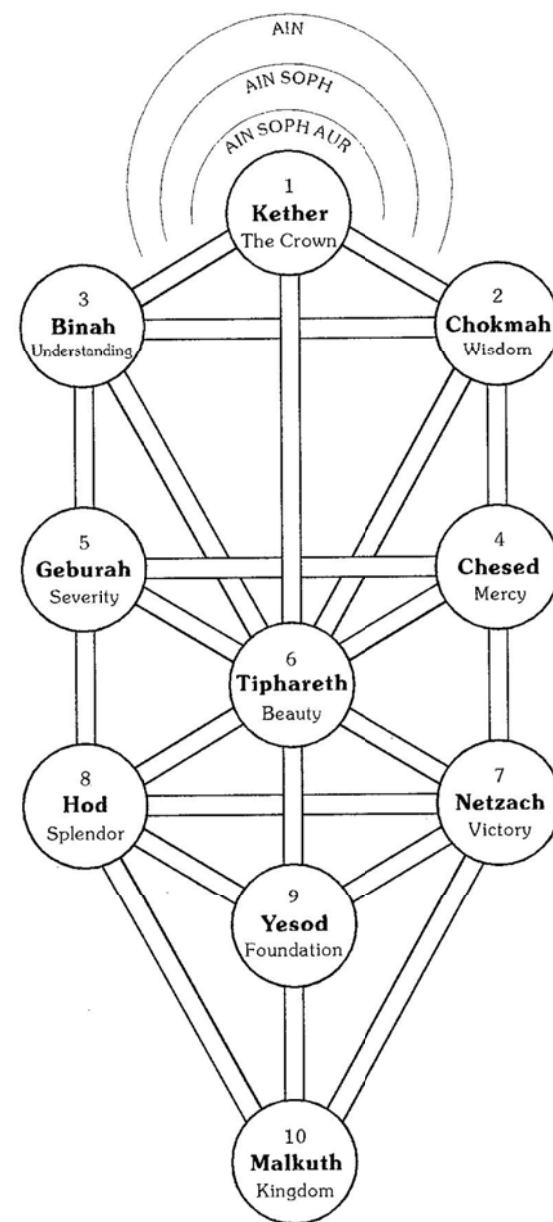 AIN
AIN SOPH
AIN SOPH AUR
1
Kether
The Crown
3
Binah
Understanding
2
Chokmah
Wisdom
5
Geburah
Severity
4
Chesed
Mercy
6
Tiphareth
Beauty
8
Hod
Splendor
7
Netzach
Victory
9
Yesod
Foundation
10
Malkuth
Kingdom